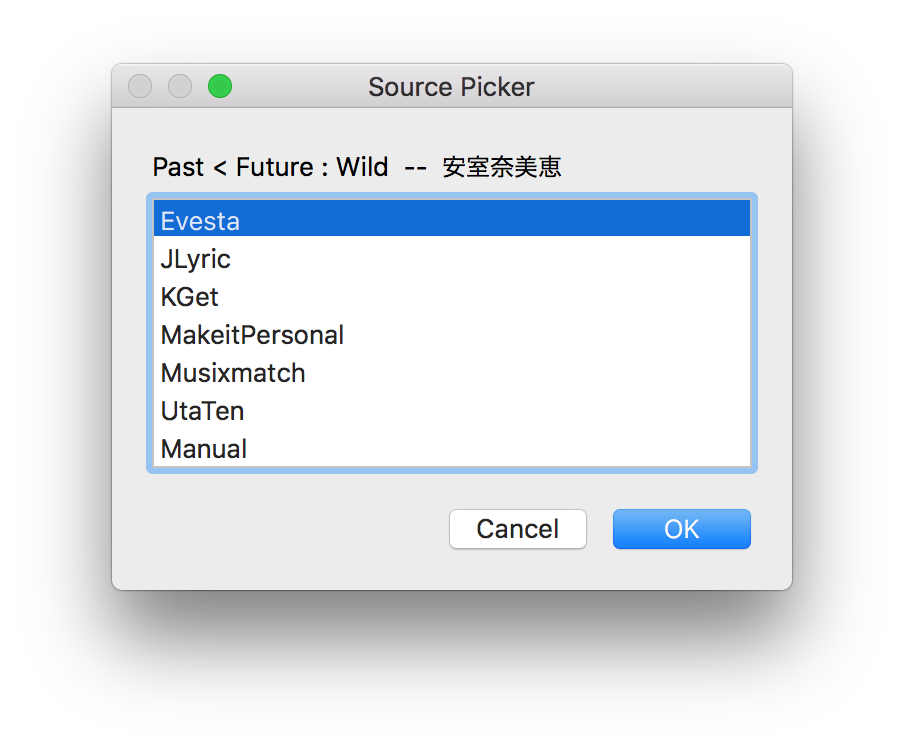 Source Picker
Past < Future : Wild -- 安室奈美恵
Evesta
JLyric
KGet
MakeitPersonal
Musixmatch
UtaTen
Manual
Cancel OK